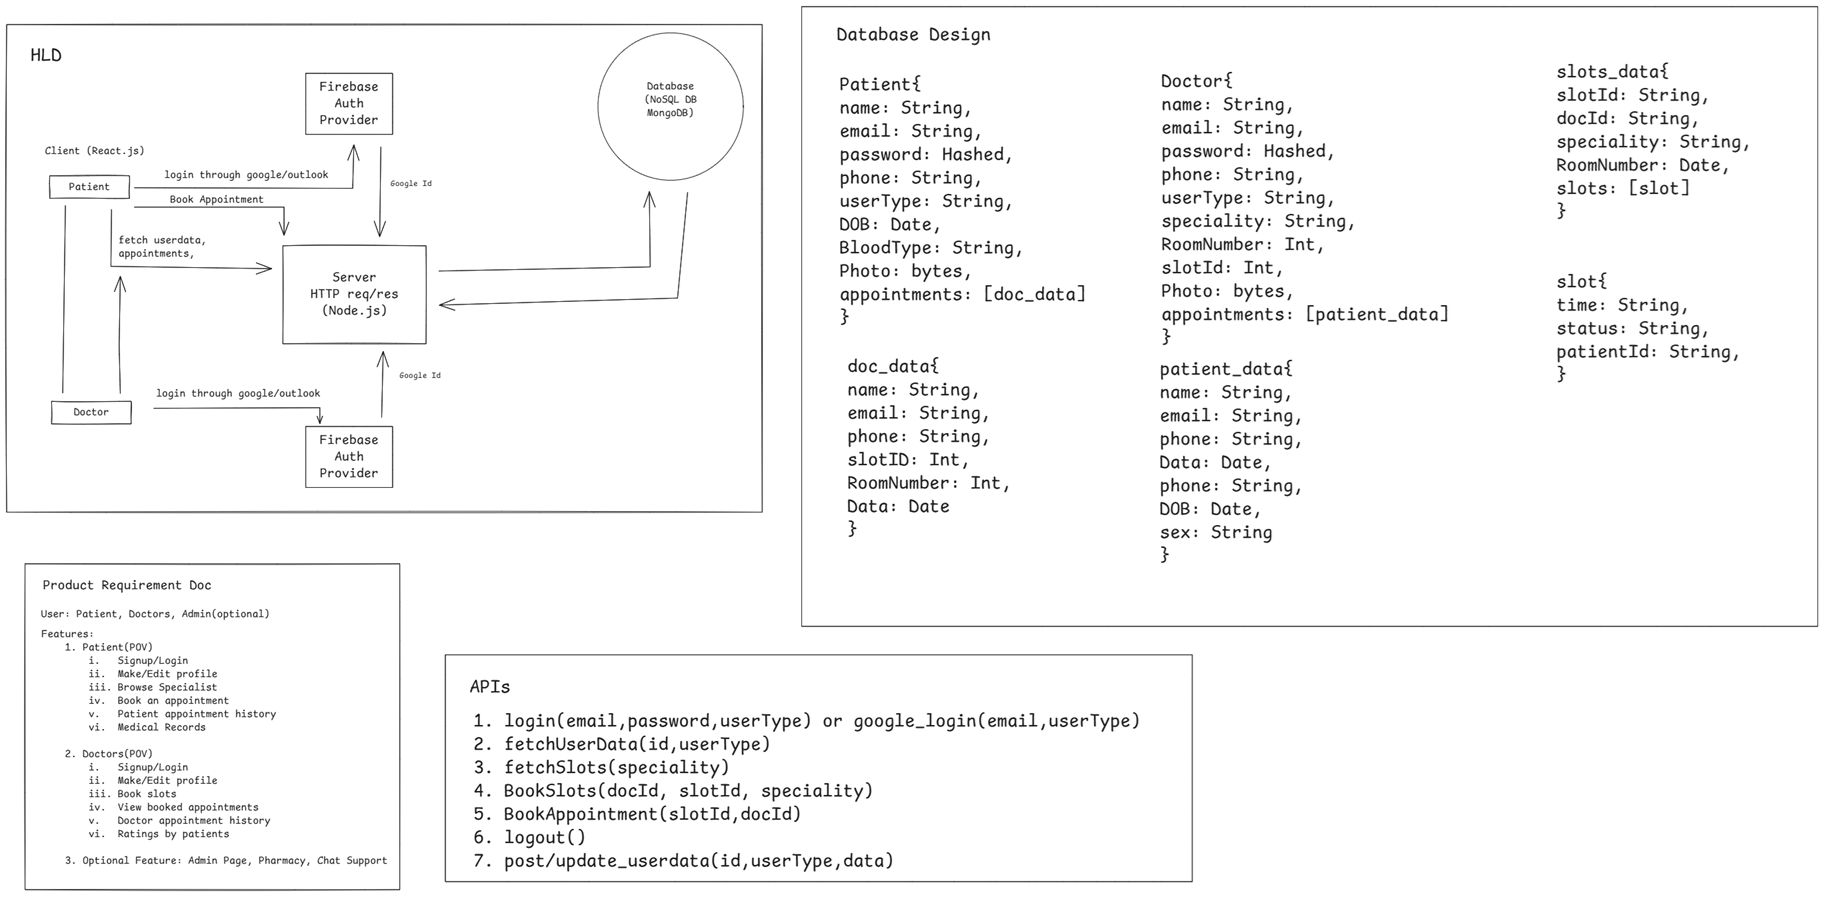 HLD
Firebase
Auth
Provider
Database
(NoSQL DB
MongoDB)
Client (React.js)
Patient
login through google/outlook
Google Id
Book Appointment
fetch userdata,
appointments,
Server
HTTP req/res
(Node.js)
Google Id
login through google/outlook
Doctor
Firebase
Auth
Provider
Database Design
Patient{
name: String,
email: String,
password: Hashed,
phone: String,
userType: String,
DOB: Date,
BloodType: String,
Photo: bytes,
appointments: [doc_data]
}
doc_data{
name: String,
email: String,
phone: String,
slotID: Int,
RoomNumber: Int,
Data: Date
}
Doctor{
name: String,
email: String,
password: Hashed,
phone: String,
userType: String,
speciality: String,
RoomNumber: Int,
slotId: Int,
Photo: bytes,
appointments: [patient_data]
}
patient_data{
name: String,
email: String,
phone: String,
Data: Date,
phone: String,
DOB: Date,
sex: String
}
slots_data{
slotId: String,
docId: String,
speciality: String,
RoomNumber: Date,
slots: [slot]
}
slot{
time: String,
status: String,
patientId: String,
}
Product Requirement Doc
User: Patient, Doctors, Admin(optional)
Features:
1. Patient(POV)
i. Signup/Login
ii. Make/Edit profile
iii. Browse Specialist
iv. Book an appointment
v. Patient appointment history
vi. Medical Records
2. Doctors(POV)
i. Signup/Login
ii. Make/Edit profile
iii. Book slots
iv. View booked appointments
v. Doctor appointment history
vi. Ratings by patients
3. Optional Feature: Admin Page, Pharmacy, Chat Support
APIs
1. login(email,password,userType) or google_login(email,userType)
2. fetchUserData(id,userType)
3. fetchSlots(speciality)
4. BookSlots(docId, slotId, speciality)
5. BookAppointment(slotId,docId)
6. logout()
7. post/update_userdata(id,userType,data)